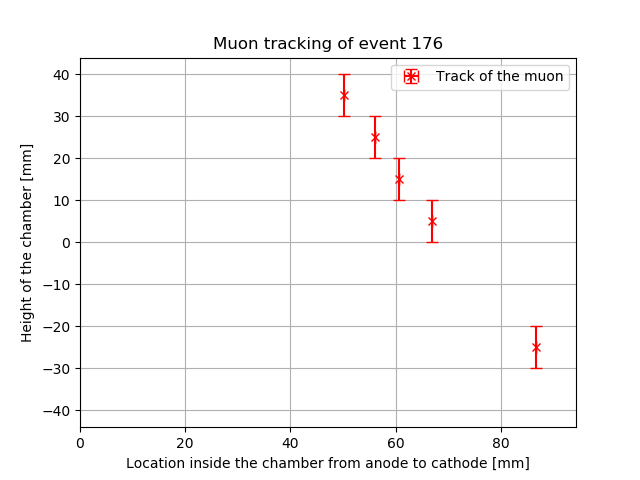 Muon tracking of event 176
Track of the muon
40
30
20
10
0
−10
−20
−30
−40
Height of the chamber [mm]
0 20 40 60 80
Location inside the chamber from anode to cathode [mm]